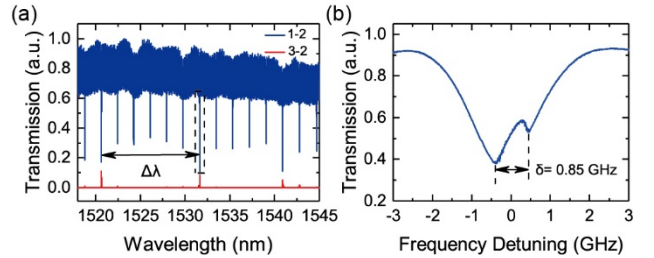 (a)
Transmission (a.u.)
1.0
0.8
0.6
0.4
0.2
0.0
1-2
3-2
Δλ
1520 1525 1530 1535 1540 1545
Wavelength (nm)
(b)
Transmission (a.u.)
1.0
0.8
0.6
0.4
0.2
δ= 0.85 GHz
-3 -2 -1 0 1 2 3
Frequency Detuning (GHz)